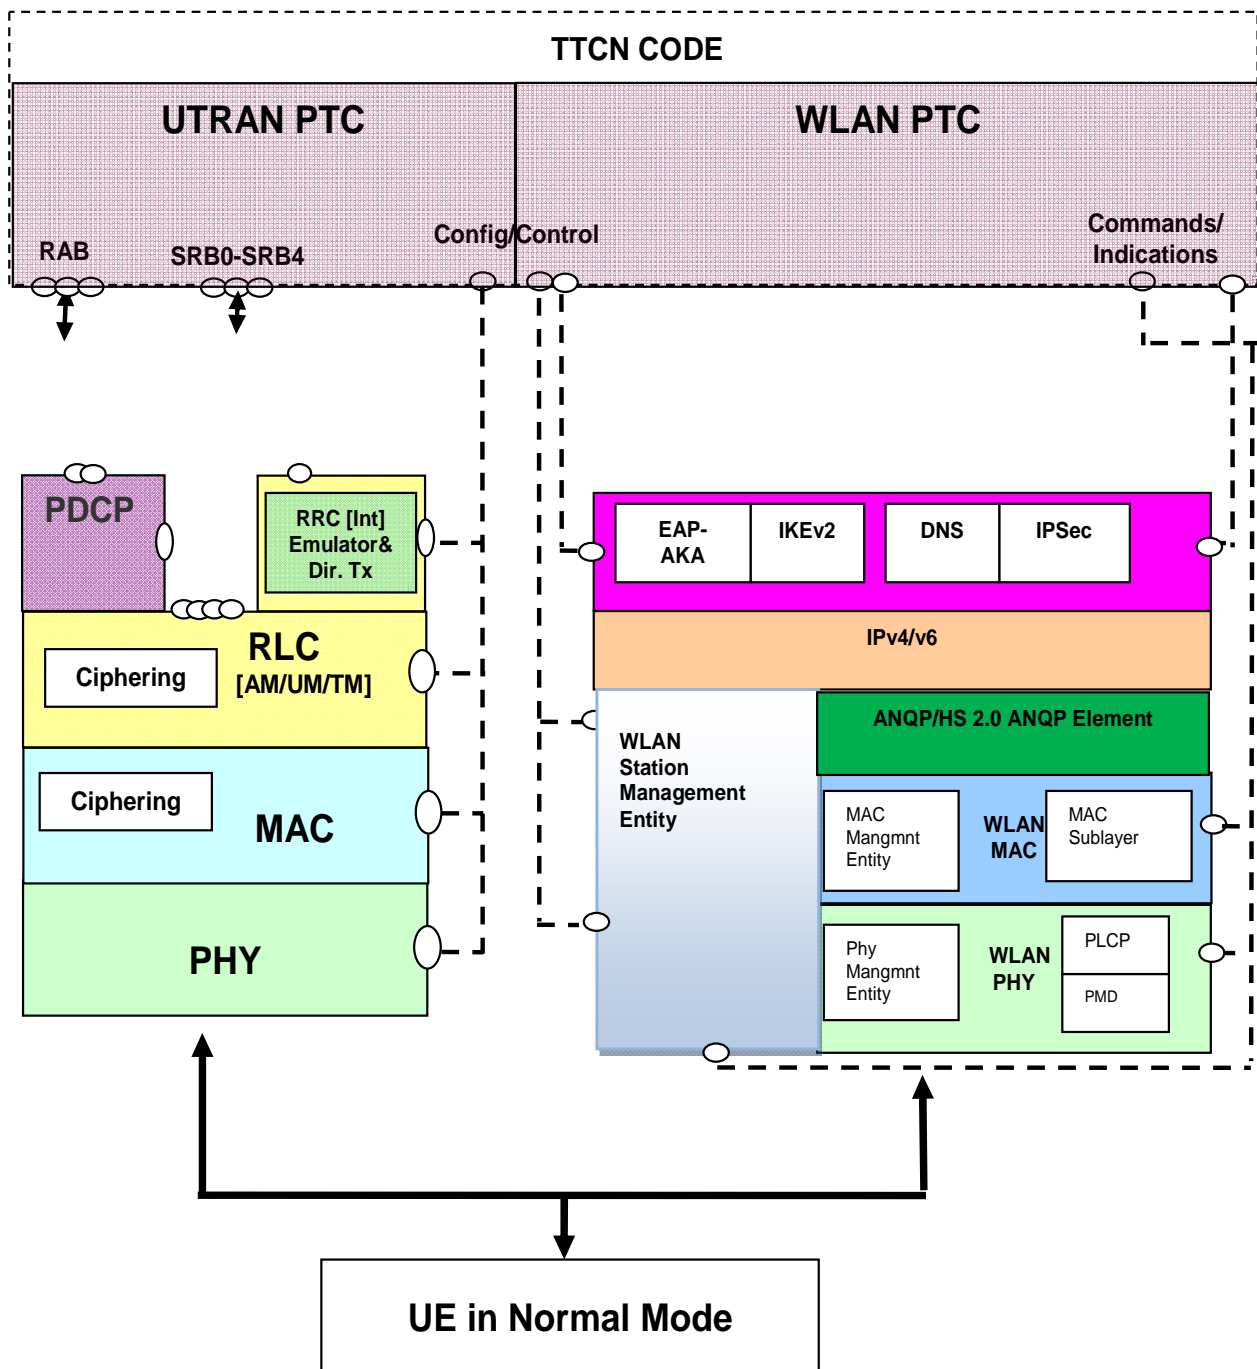 TTCN CODE
UTRAN PTC
WLAN PTC
RAB
SRB0-SRB4
Config/Control
Commands/
Indications
PDCP
RRC [Int]
Emulator&
Dir. Tx
RLC
[AM/UM/TM]
Ciphering
Ciphering
MAC
PHY
EAP-
AKA
IKEv2
DNS
IPSec
IPv4/v6
WLAN
Station
Management
Entity
ANQP/HS 2.0 ANQP Element
MAC
Mangmnt
Entity
WLAN
MAC
MAC
Sublayer
Phy
Mangmnt
Entity
WLAN
PHY
PLCP
PMD
UE in Normal Mode